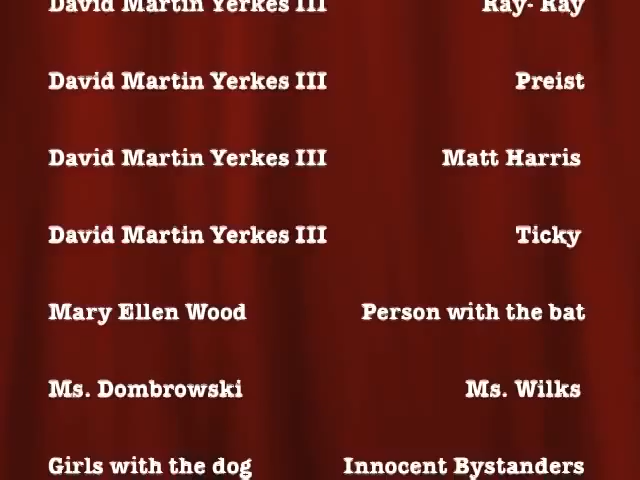 David Martin Yerkes III Ray- Ray
David Martin Yerkes III Preist
David Martin Yerkes III Matt Harris
David Martin Yerkes III Ticky
Mary Ellen Wood Person with the bat
Ms. Dombrowski Ms. Wilks
Girls with the dog Innocent Bystanders